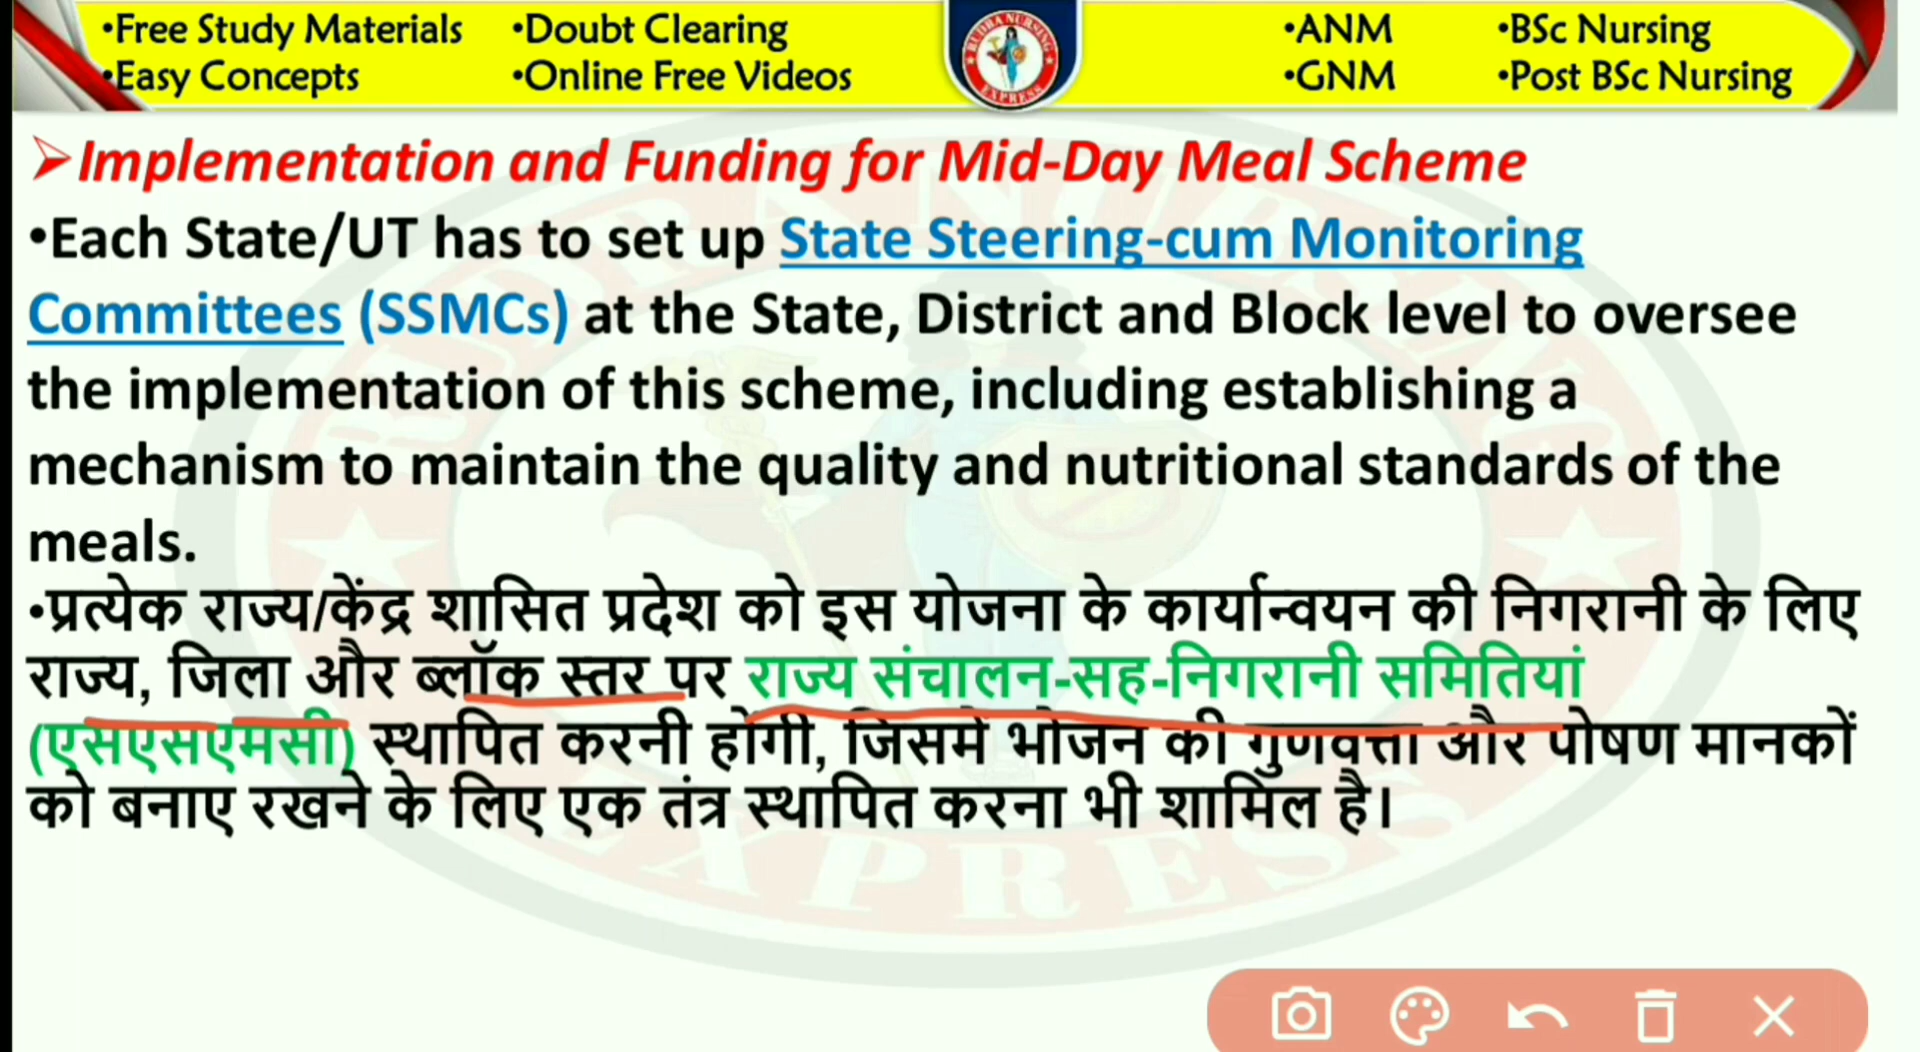 •Free Study Materials •Doubt Clearing •ANM •BSc Nursing
•Easy Concepts •Online Free Videos •GNM •Post BSc Nursing
RUDRA NURSING
EXPRESS
➢Implementation and Funding for Mid-Day Meal Scheme
•Each State/UT has to set up State Steering-cum Monitoring
Committees (SSMCs) at the State, District and Block level to oversee
the implementation of this scheme, including establishing a
mechanism to maintain the quality and nutritional standards of the
meals.
•प्रत्येक राज्य/केंद्र शासित प्रदेश को इस योजना के कार्यान्वयन की निगरानी के लिए
राज्य, जिला और ब्लॉक स्तर पर राज्य संचालन-सह-निगरानी समितियां
(एसएसएमसी) स्थापित करनी होंगी, जिसमें भोजन की गुणवत्ता और पोषण मानकों
को बनाए रखने के लिए एक तंत्र स्थापित करना भी शामिल है।